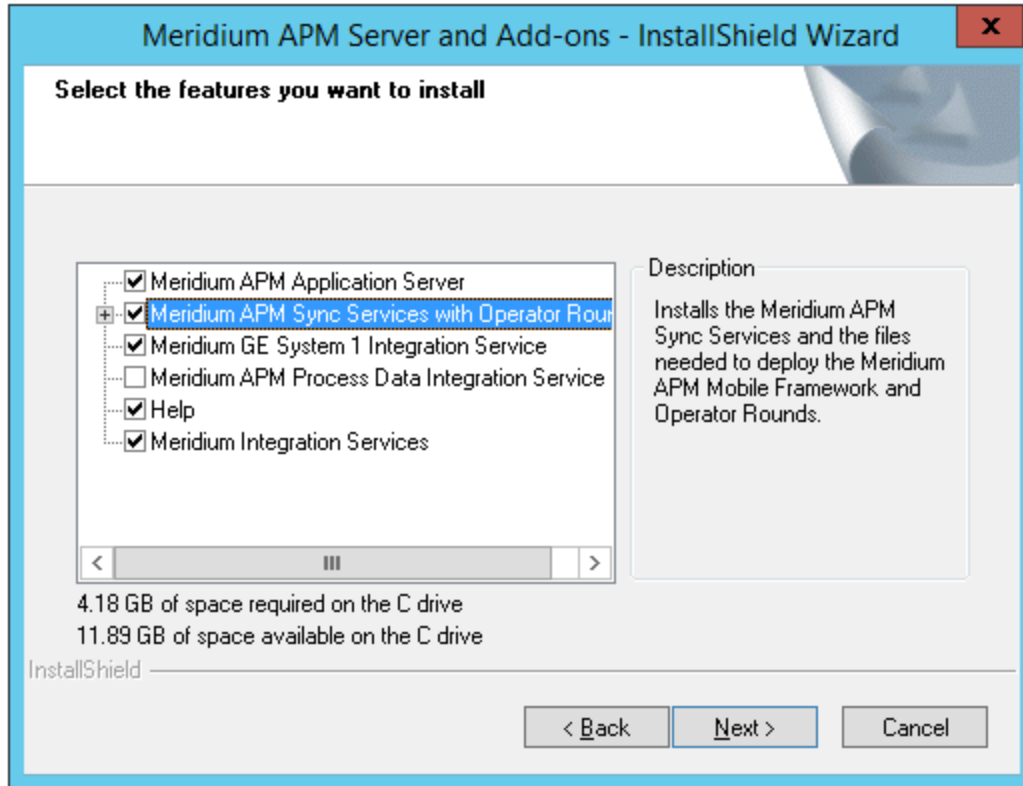 Meridium APM Server and Add-ons - InstallShield Wizard
X
Select the features you want to install
Meridium APM Application Server
Meridium APM Sync Services with Operator Roun
Meridium GE System 1 Integration Service
Meridium APM Process Data Integration Service
Help
Meridium Integration Services
Description
Installs the Meridium APM
Sync Services and the files
needed to deploy the Meridium
APM Mobile Framework and
Operator Rounds.
4.18 GB of space required on the C drive
11.89 GB of space available on the C drive
InstallShield
< Back
Next >
Cancel